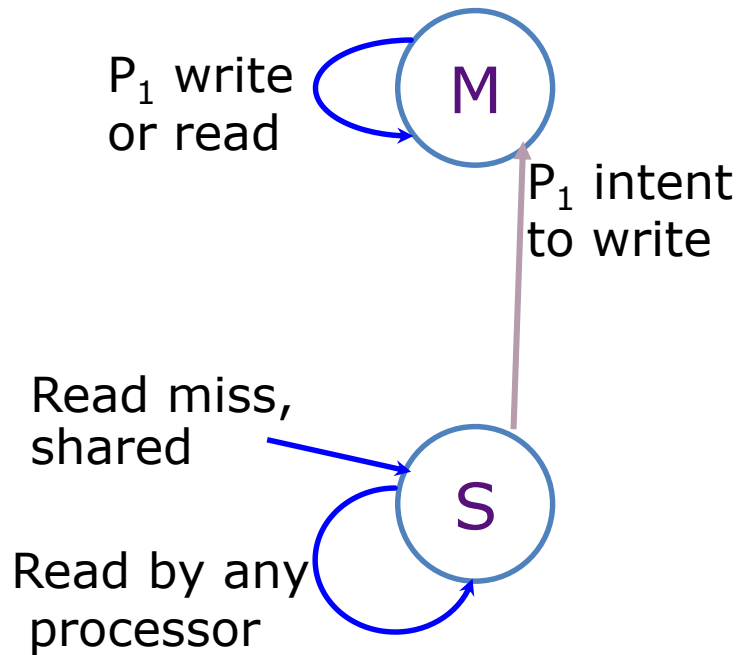 P₁ write
or read
M
P₁ intent
to write
Read miss,
shared
S
Read by any
processor